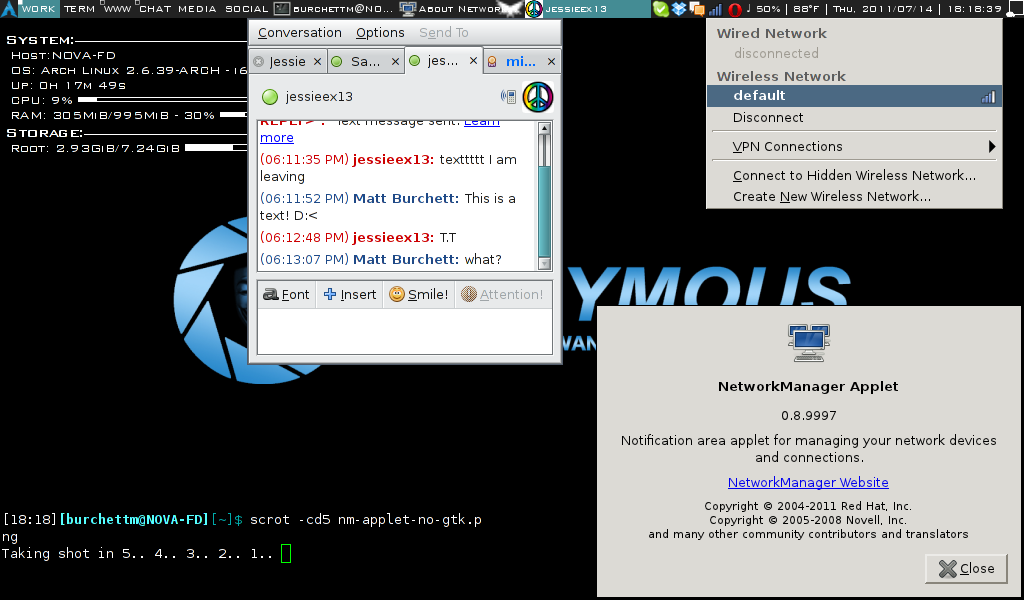 WORK TERM WWW CHAT MEDIA SOCIAL burchettm@NO... About Network jessieex13 50% | 88°F | Thu, 2011/07/14 | 18:18:39
System:
Host:NOVA-FD
OS: Arch Linux 2.6.39-ARCH - i6
Up: 0h 17m 49s
CPU: 9%
RAM: 305MiB/995MiB - 30%
Storage:
Root: 2.93GiB/7.24GiB
Conversation Options Send To
Jessie Sa... jes... mi...
jessieex13
REPLY>". Text message sent. Learn
more
(06:11:35 PM) jessieex13: texttttt I am
leaving
(06:11:52 PM) Matt Burchett: This is a
text! D:<
(06:12:48 PM) jessieex13: T.T
(06:13:07 PM) Matt Burchett: what?
Font Insert Smile! Attention!
Wired Network
disconnected
Wireless Network
default
Disconnect
VPN Connections
Connect to Hidden Wireless Network...
Create New Wireless Network...
YMOUS
WAN
NetworkManager Applet
0.8.9997
Notification area applet for managing your network devices
and connections.
NetworkManager Website
Copyright © 2004-2011 Red Hat, Inc.
Copyright © 2005-2008 Novell, Inc.
and many other community contributors and translators
Close
[18:18][burchettm@NOVA-FD][~]$ scrot -cd5 nm-applet-no-gtk.p
ng
Taking shot in 5.. 4.. 3.. 2.. 1..